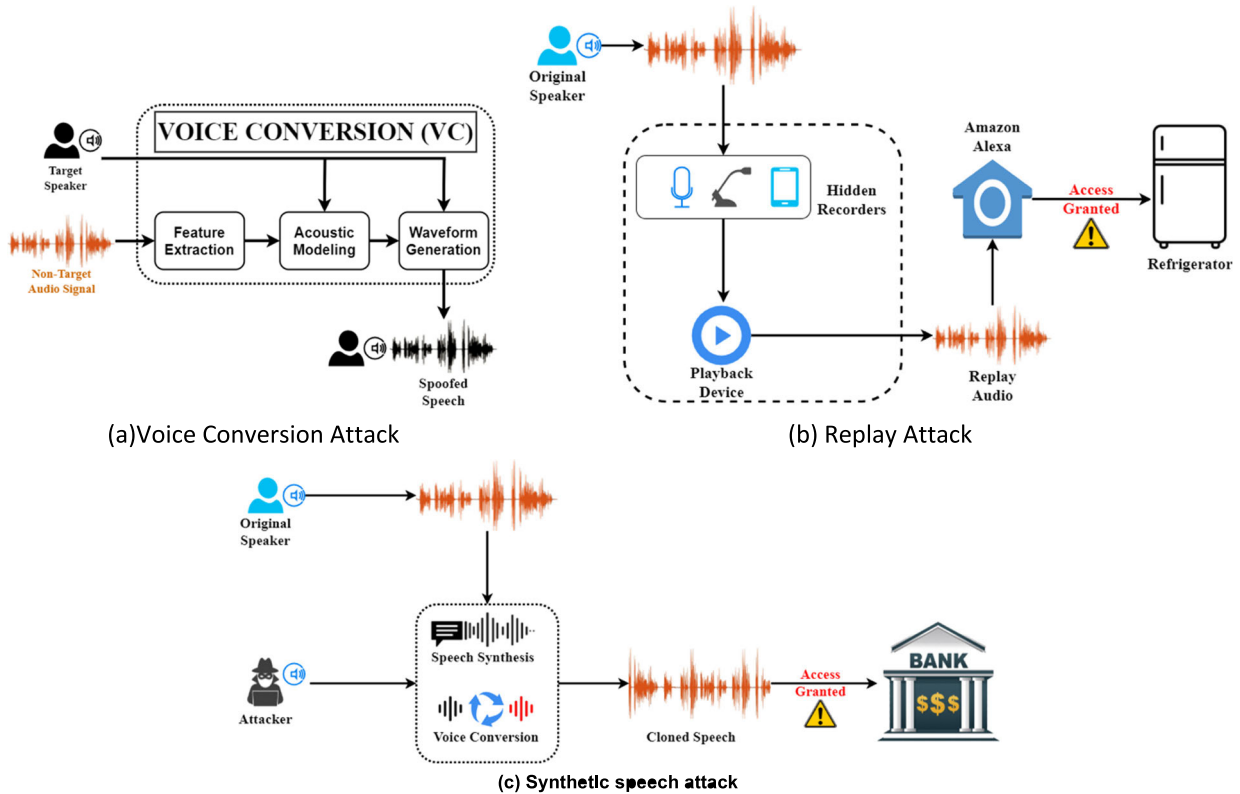 VOICE CONVERSION (VC)
Target
Speaker
Non-Target
Audio Signal
Feature
Extraction
Acoustic
Modeling
Waveform
Generation
Spoofed
Speech
(a)Voice Conversion Attack
Original
Speaker
Hidden
Recorders
Playback
Device
Replay
Audio
Amazon
Alexa
Access
Granted
Refrigerator
(b) Replay Attack
Original
Speaker
Attacker
Speech Synthesis
Voice Conversion
Cloned Speech
Access
Granted
BANK
$$$
(c) Synthetic speech attack